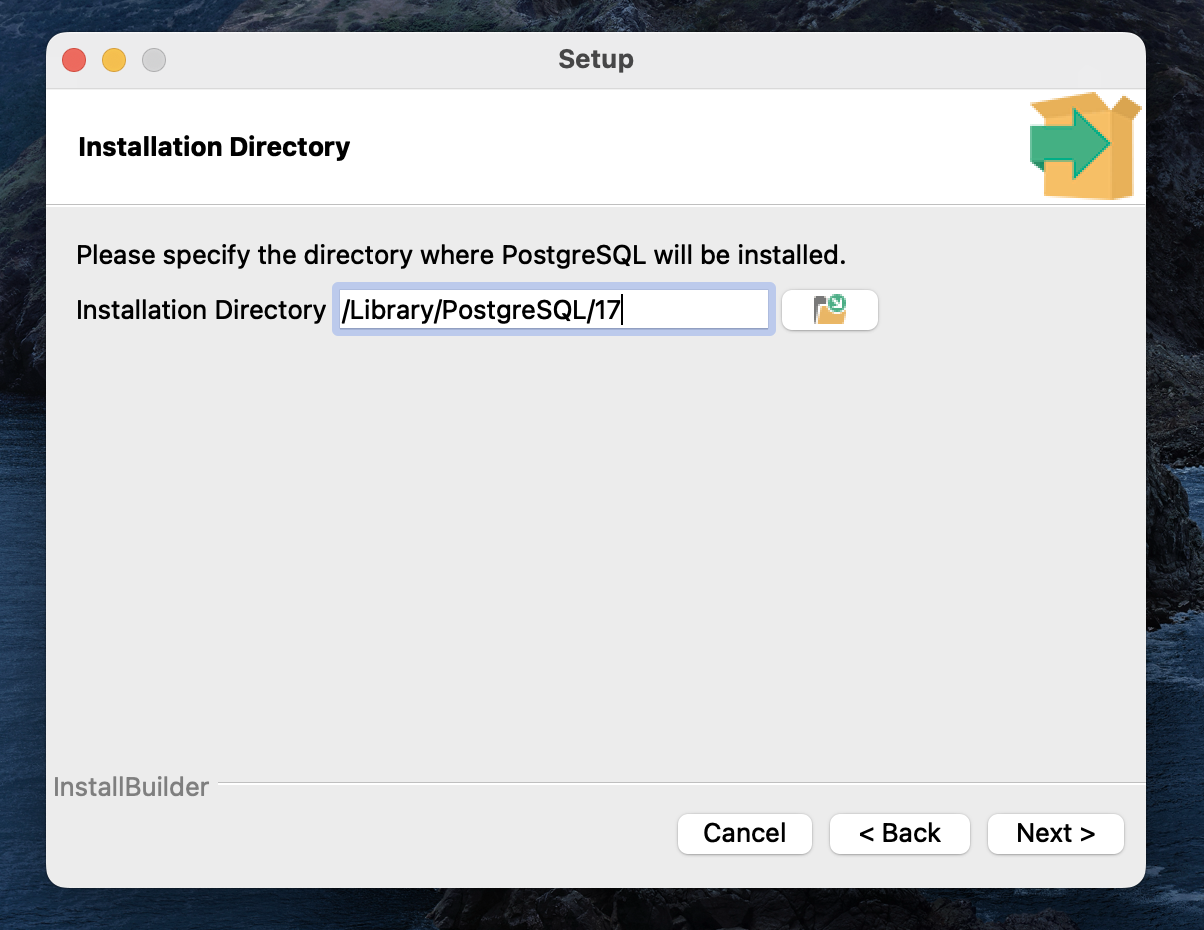 Setup
Installation Directory
Please specify the directory where PostgreSQL will be installed.
Installation Directory /Library/PostgreSQL/17
InstallBuilder
Cancel < Back Next >